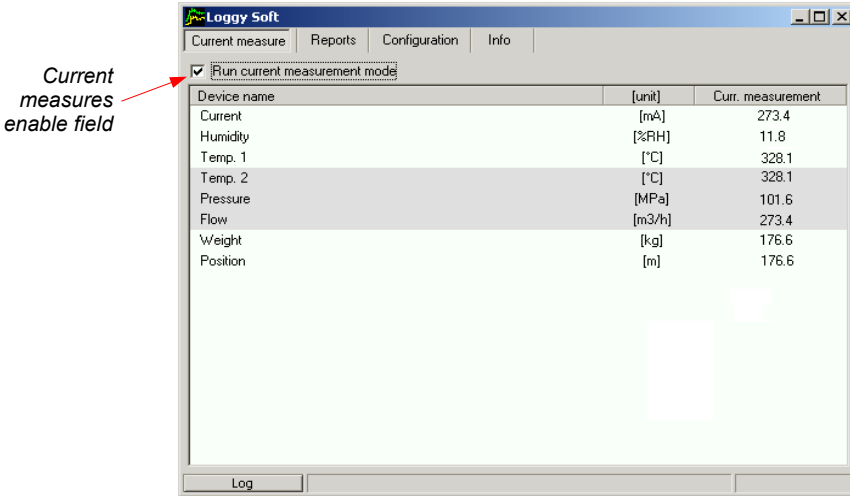 Loggy Soft
Current measure Reports Configuration Info
Current
measures
enable field
Run current measurement mode
Device name [unit] Curr. measurement
Current [mA] 273.4
Humidity [%RH] 11.8
Temp. 1 [°C] 328.1
Temp. 2 [°C] 328.1
Pressure [MPa] 101.6
Flow [m3/h] 273.4
Weight [kg] 176.6
Position [m] 176.6
Log